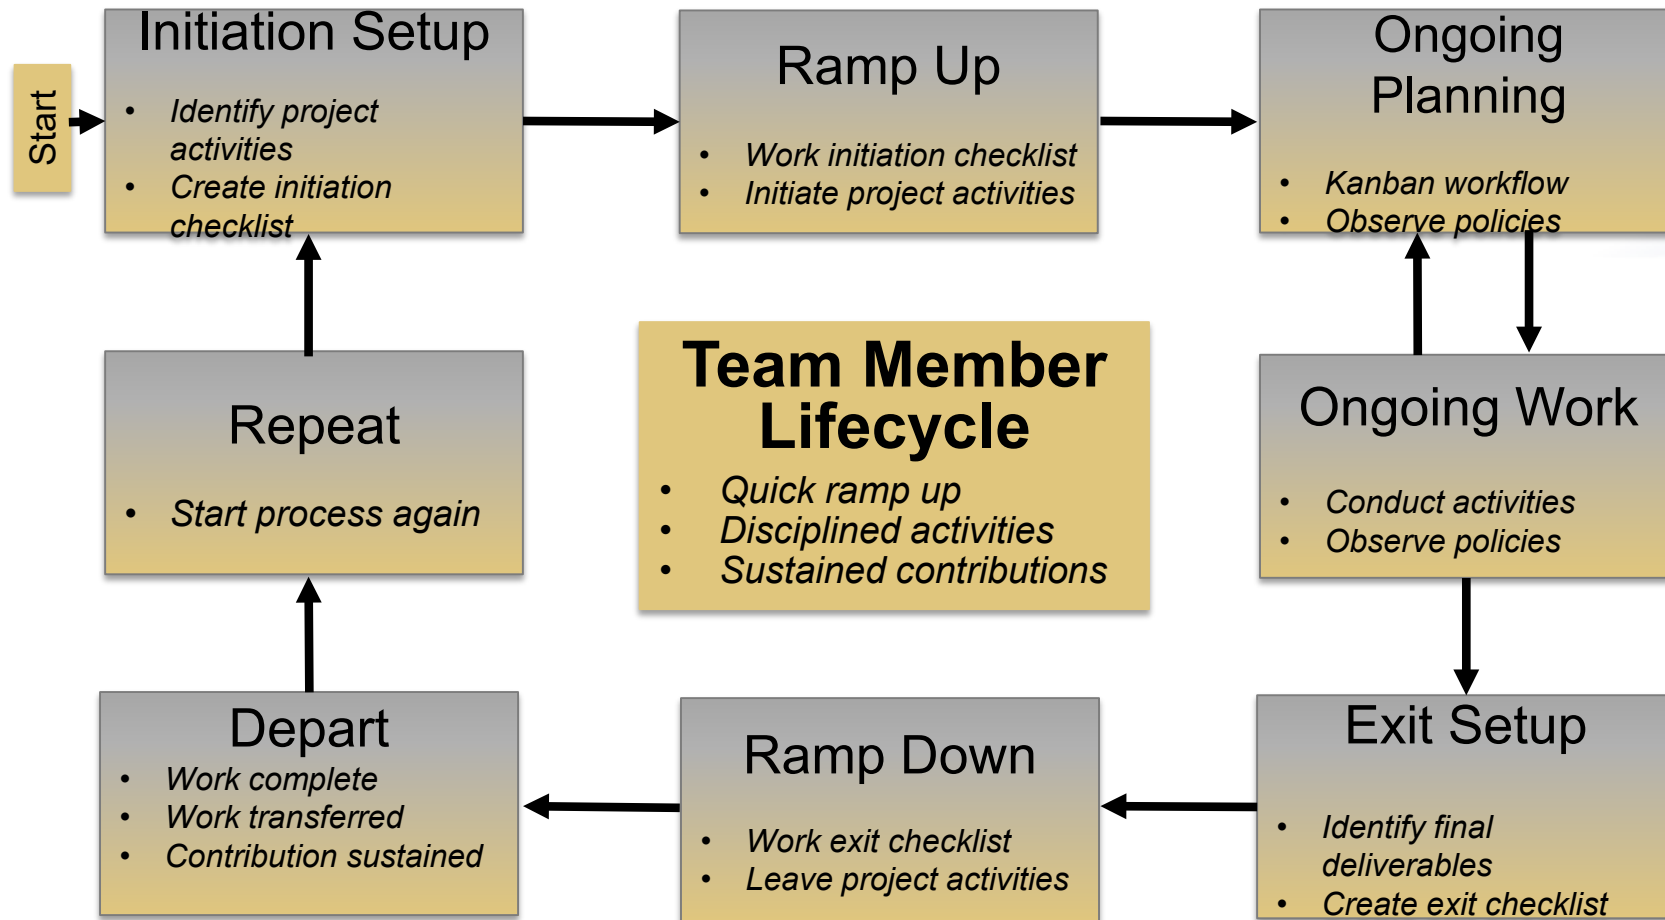 Start
Initiation Setup
• Identify project
activities
• Create initiation
checklist
Ramp Up
• Work initiation checklist
• Initiate project activities
Ongoing
Planning
• Kanban workflow
• Observe policies
Repeat
• Start process again
Team Member
Lifecycle
• Quick ramp up
• Disciplined activities
• Sustained contributions
Ongoing Work
• Conduct activities
• Observe policies
Depart
• Work complete
• Work transferred
• Contribution sustained
Ramp Down
• Work exit checklist
• Leave project activities
Exit Setup
• Identify final
deliverables
• Create exit checklist